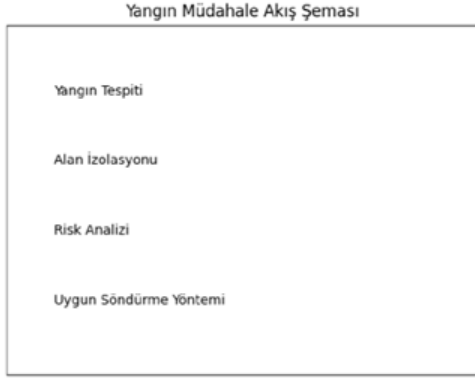 Yangın Müdahale Akış Şeması
Yangın Tespiti
Alan İzolasyonu
Risk Analizi
Uygun Söndürme Yöntemi